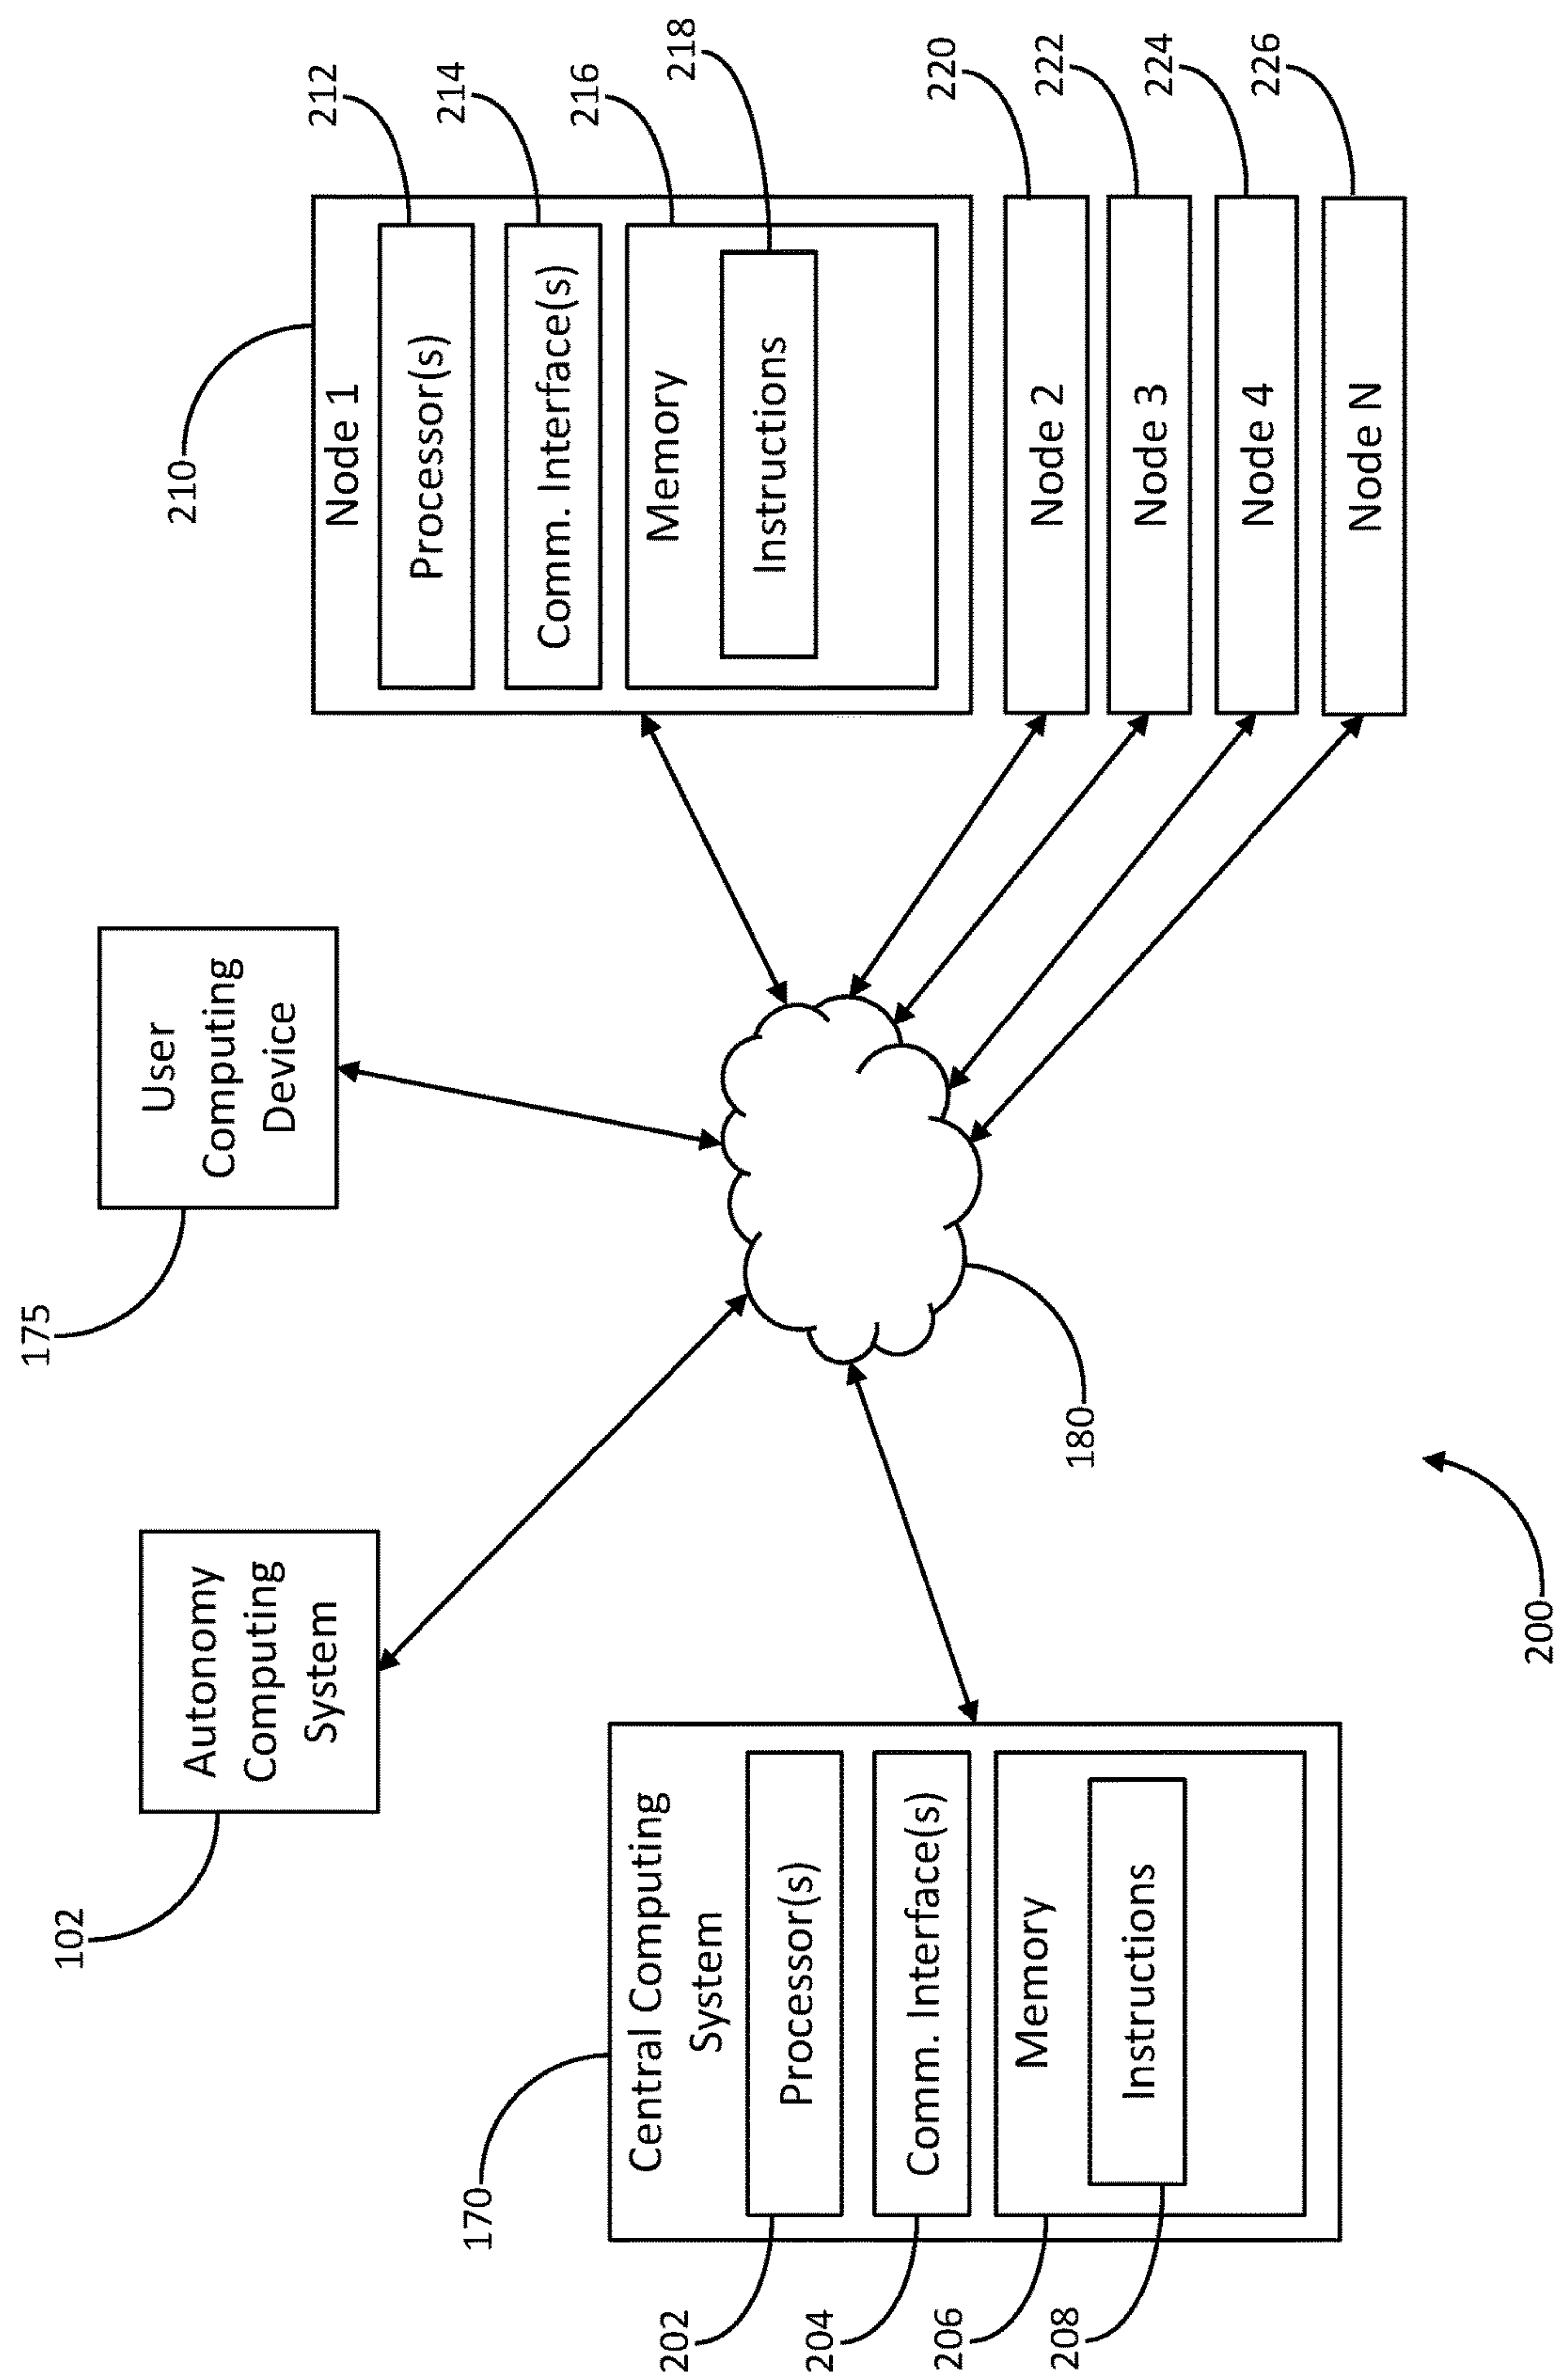 102
Autonomy
Computing
System
175
User
Computing
Device
170
Central Computing
System
202
Processor(s)
204
Comm. Interface(s)
206
Memory
208
Instructions
180
210
Node 1
212
Processor(s)
214
Comm. Interface(s)
216
Memory
218
Instructions
220
Node 2
222
Node 3
224
Node 4
226
Node N
200